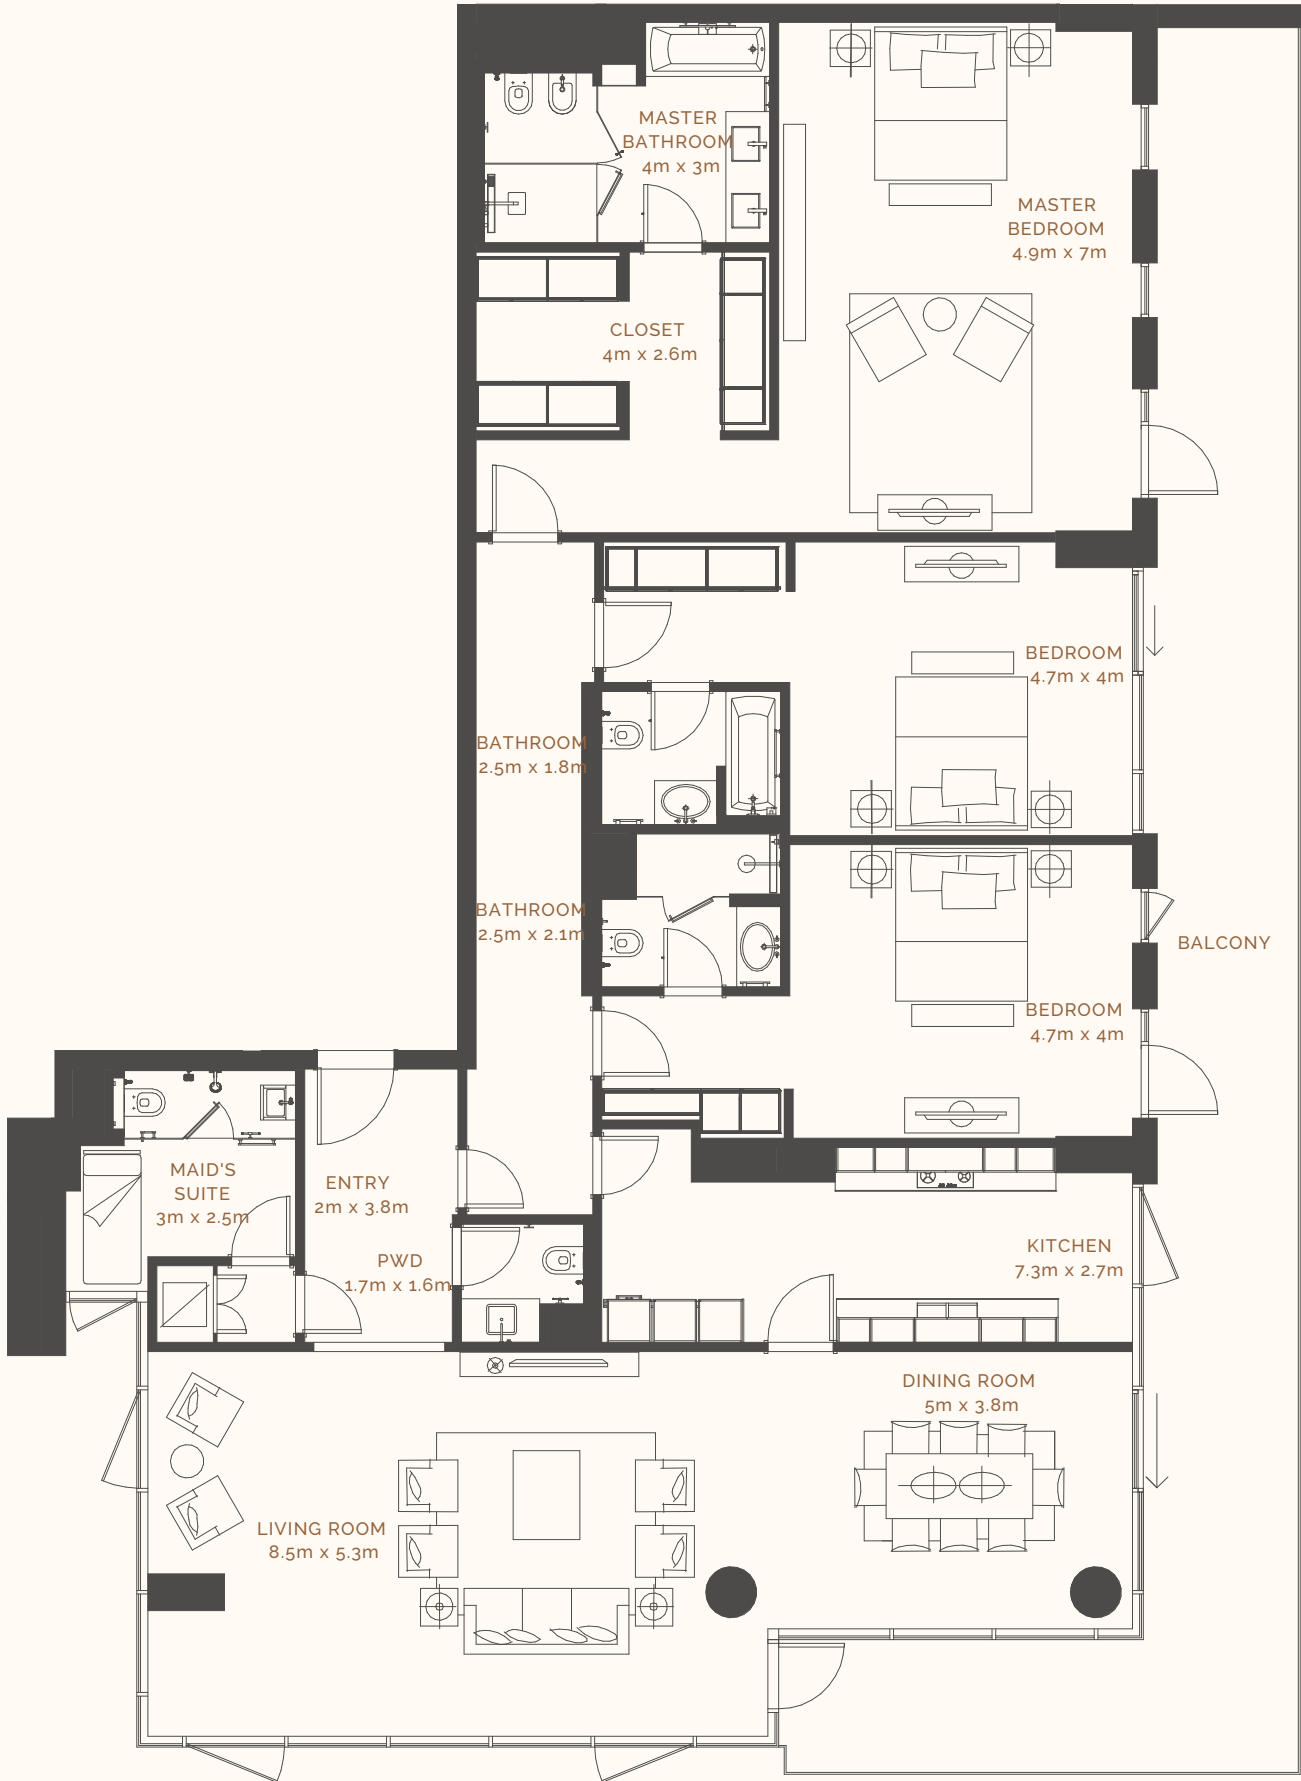 MASTER
BATHROOM
4m x 3m
MASTER
BEDROOM
4.9m x 7m
CLOSET
4m x 2.6m
BEDROOM
4.7m x 4m
BATHROOM
2.5m x 1.8m
BATHROOM
2.5m x 2.1m
BALCONY
BEDROOM
4.7m x 4m
MAID'S
SUITE
3m x 2.5m
ENTRY
2m x 3.8m
PWD
1.7m x 1.6m
KITCHEN
7.3m x 2.7m
DINING ROOM
5m x 3.8m
LIVING ROOM
8.5m x 5.3m